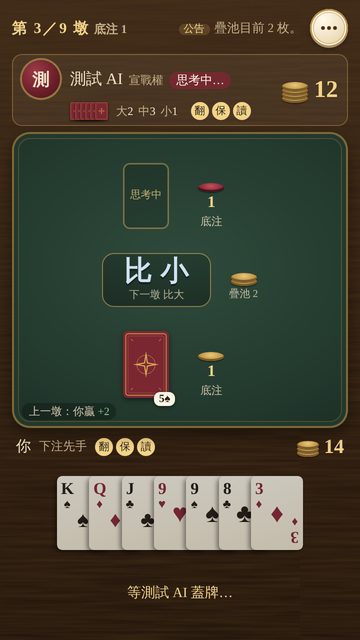 第 3／9 墩 底注 1 公告 疊池目前 2 枚。
測 測試 AI 宣戰權 思考中…
大2 中3 小1 翻 保 讀 12
思考中 1
底注
比小
下一墩 比大 疊池 2
5♠ 1
底注
上一墩：你贏 +2
你 下注先手 翻 保 讀 14
K♠ Q♦ J♣ 9♥ 9♠ 8♣ 3♦
3♦
等測試 AI 蓋牌…